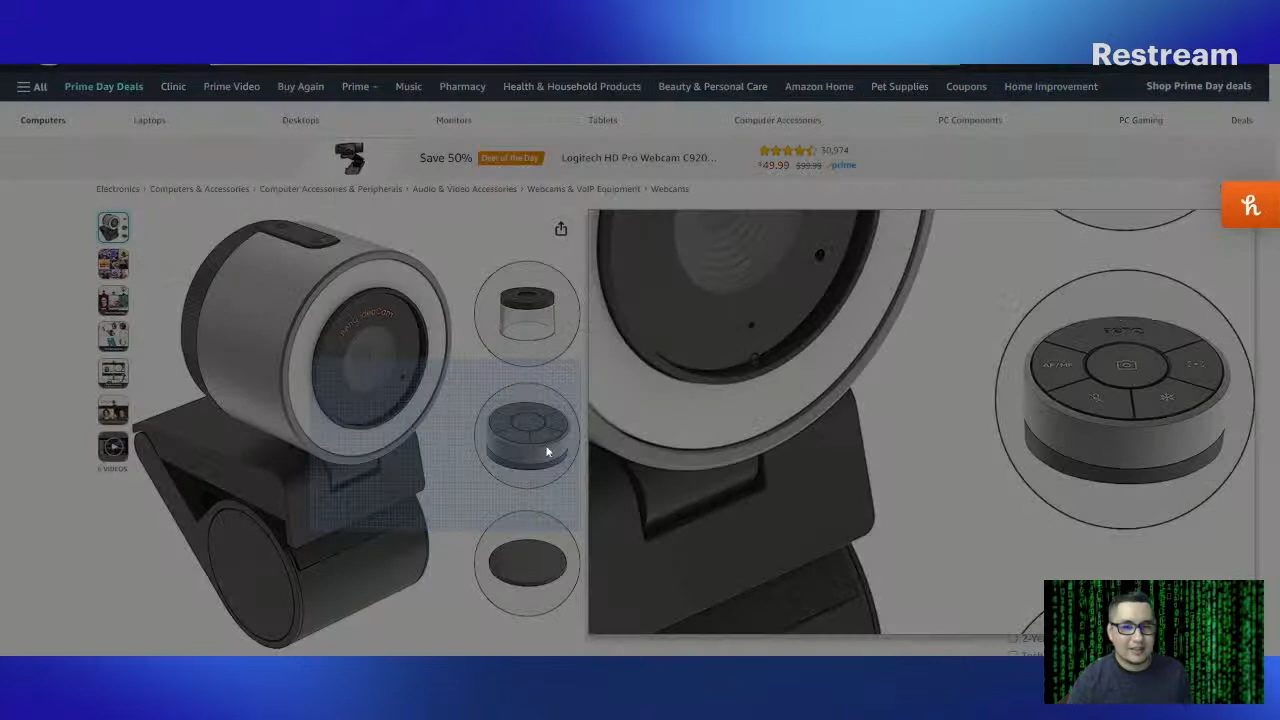 Restream
All Prime Day Deals Clinic Prime Video Buy Again Prime Music Pharmacy Health & Household Products Beauty & Personal Care Amazon Home Pet Supplies Coupons Home Improvement Shop Prime Day deals
Computers Laptops Desktops Monitors Tablets Computer Accessories PC Components PC Gaming Deals
Save 50% Deal of the Day Logitech HD Pro Webcam C920... 30,974
$49.99 $99.99 prime
Electronics › Computers & Accessories › Computer Accessories & Peripherals › Audio & Video Accessories › Webcams & VoIP Equipment › Webcams
h
AF/MF
6 VIDEOS